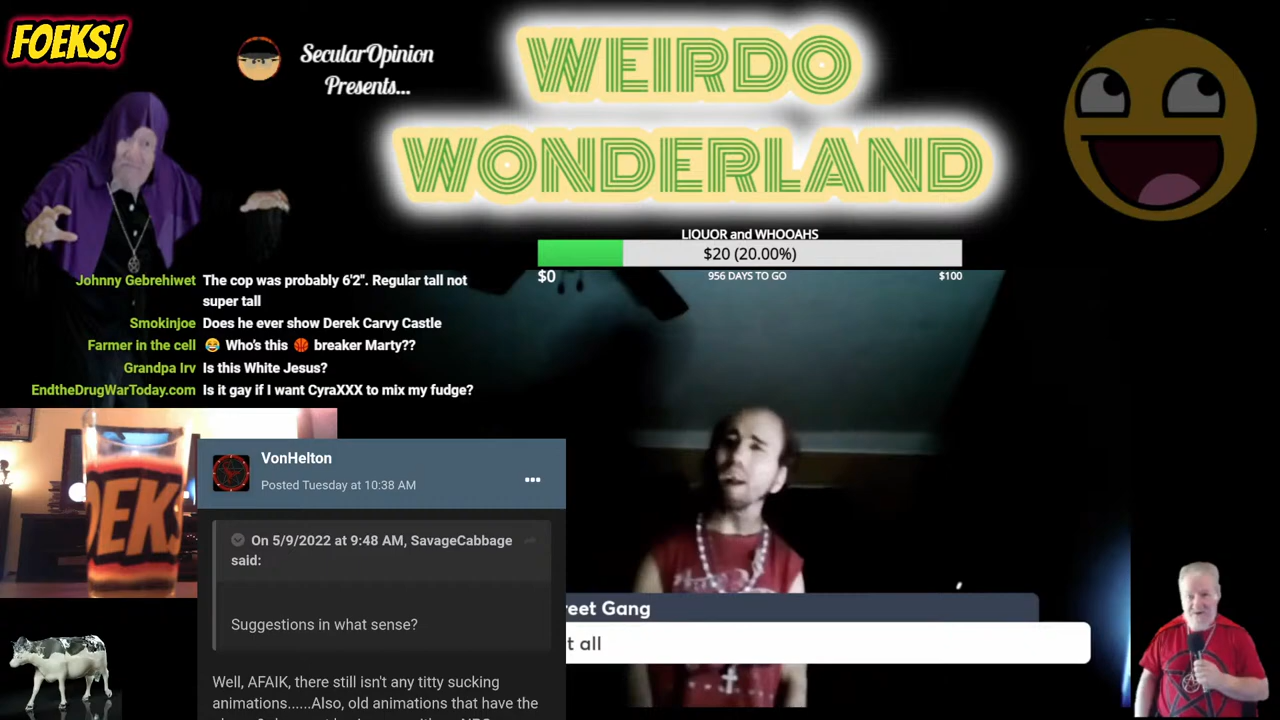 FOEKS!
SecularOpinion
Presents...
WEIRDO
WONDERLAND
LIQUOR and WHOOAHS
$20 (20.00%)
$0
956 DAYS TO GO
$100
Johnny Gebrehiwet The cop was probably 6'2". Regular tall not
super tall
Smokinjoe Does he ever show Derek Carvy Castle
Farmer in the cell 😂 Who's this 🏀 breaker Marty??
Grandpa Irv Is this White Jesus?
EndtheDrugWarToday.com Is it gay if I want CyraXXX to mix my fudge?
OEKS
VonHelton
Posted Tuesday at 10:38 AM
On 5/9/2022 at 9:48 AM, SavageCabbage
said:
Suggestions in what sense?
Well, AFAIK, there still isn't any titty sucking
animations......Also, old animations that have the
reet Gang
t all